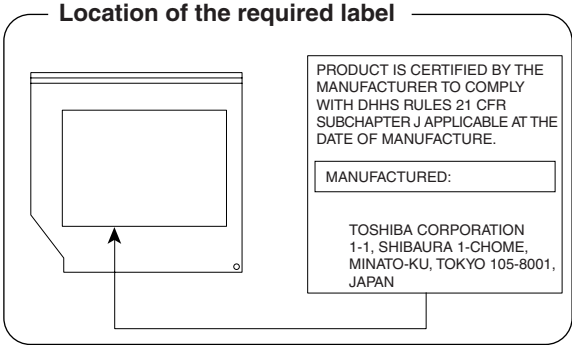 Location of the required label
PRODUCT IS CERTIFIED BY THE
MANUFACTURER TO COMPLY
WITH DHHS RULES 21 CFR
SUBCHAPTER J APPLICABLE AT THE
DATE OF MANUFACTURE.
MANUFACTURED:
TOSHIBA CORPORATION
1-1, SHIBAURA 1-CHOME,
MINATO-KU, TOKYO 105-8001,
JAPAN